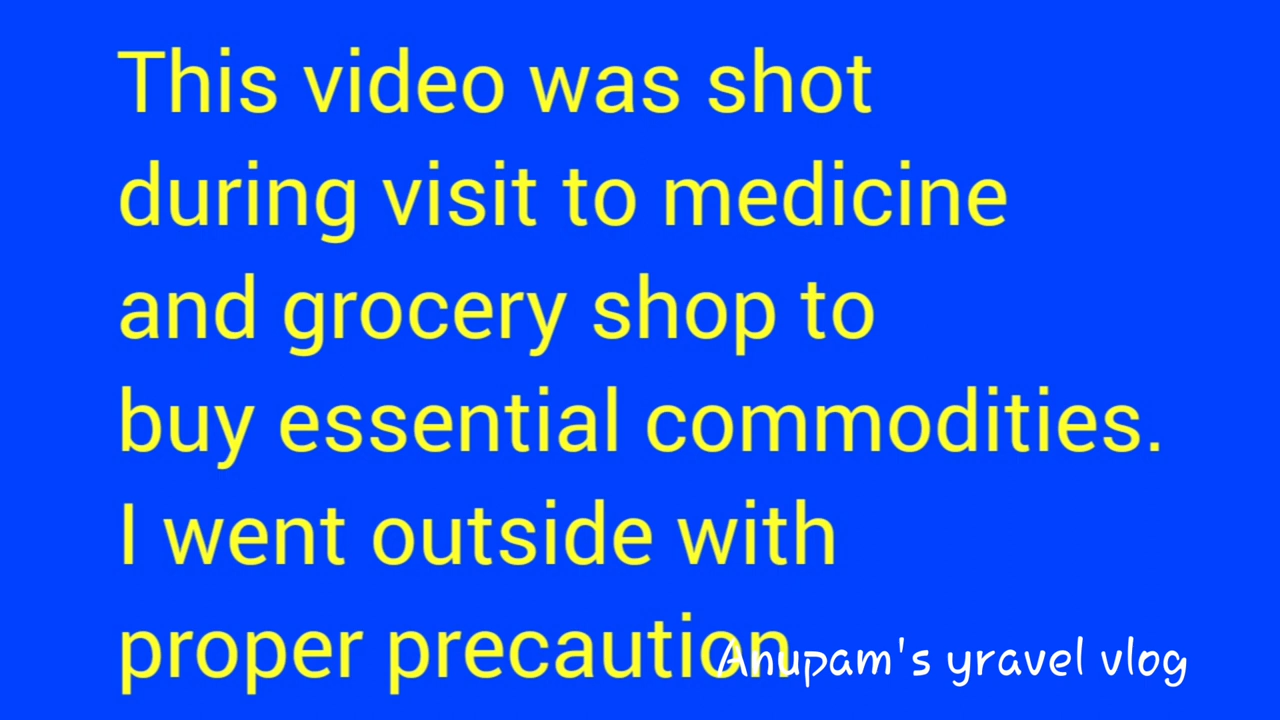 This video was shot
during visit to medicine
and grocery shop to
buy essential commodities.
I went outside with
proper precaution
Anupam's yravel vlog